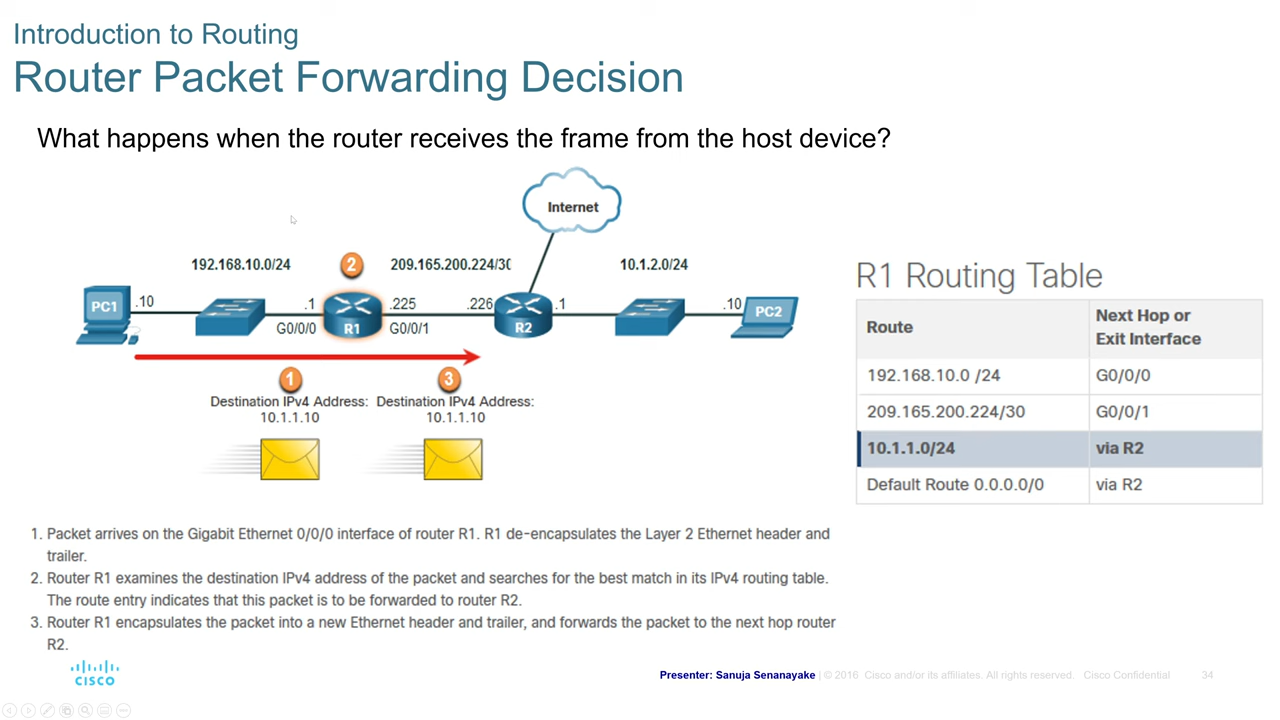 Introduction to Routing
Router Packet Forwarding Decision
What happens when the router receives the frame from the host device?
Internet
192.168.10.0/24
2
209.165.200.224/30
10.1.2.0/24
PC1
.10
.1
G0/0/0
R1
.225
G0/0/1
.226
R2
.1
.10
PC2
1
3
Destination IPv4 Address:
10.1.1.10
Destination IPv4 Address:
10.1.1.10
R1 Routing Table
Route
Next Hop or
Exit Interface
192.168.10.0 /24
G0/0/0
209.165.200.224/30
G0/0/1
10.1.1.0/24
via R2
Default Route 0.0.0.0/0
via R2
1. Packet arrives on the Gigabit Ethernet 0/0/0 interface of router R1. R1 de-encapsulates the Layer 2 Ethernet header and
trailer.
2. Router R1 examines the destination IPv4 address of the packet and searches for the best match in its IPv4 routing table.
The route entry indicates that this packet is to be forwarded to router R2.
3. Router R1 encapsulates the packet into a new Ethernet header and trailer, and forwards the packet to the next hop router
R2.
CISCO
Presenter: Sanuja Senanayake | © 2016 Cisco and/or its affiliates. All rights reserved. Cisco Confidential
34